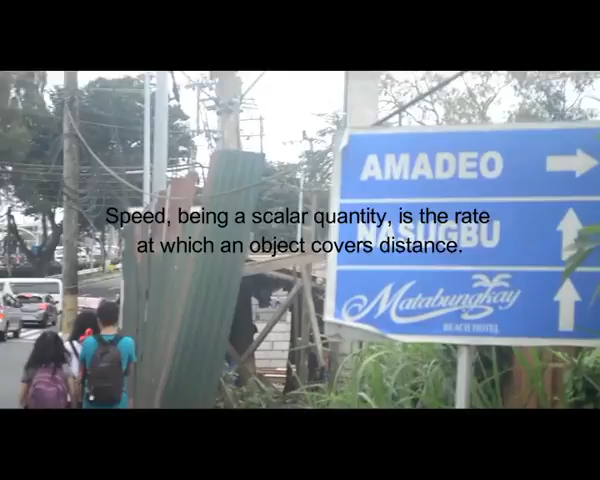 AMADEO
Speed, being a scalar quantity, is the rate
NASUGBU
at which an object covers distance.
Matabungkay
BEACH HOTEL